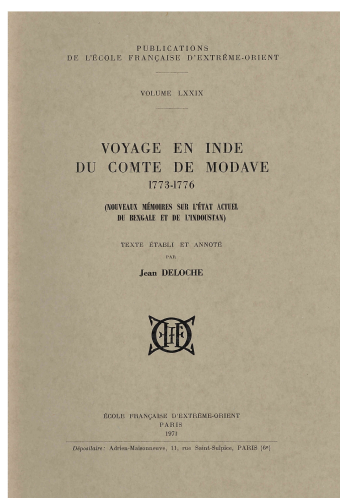 PUBLICATIONS
DE L'ÉCOLE FRANÇAISE D'EXTRÊME-ORIENT
VOLUME LXXIX
VOYAGE EN INDE
DU COMTE DE MODAVE
1773-1776
(NOUVEAUX MÉMOIRES SUR L'ÉTAT ACTUEL
DU BENGALE ET DE L'INDOUSTAN)
TEXTE ÉTABLI ET ANNOTÉ
PAR
Jean DELOCHE
ÉCOLE FRANÇAISE D'EXTRÊME-ORIENT
PARIS
1971
Dépositaire: Adrien-Maisonneuve, 11, rue Saint-Sulpice, PARIS (6e)